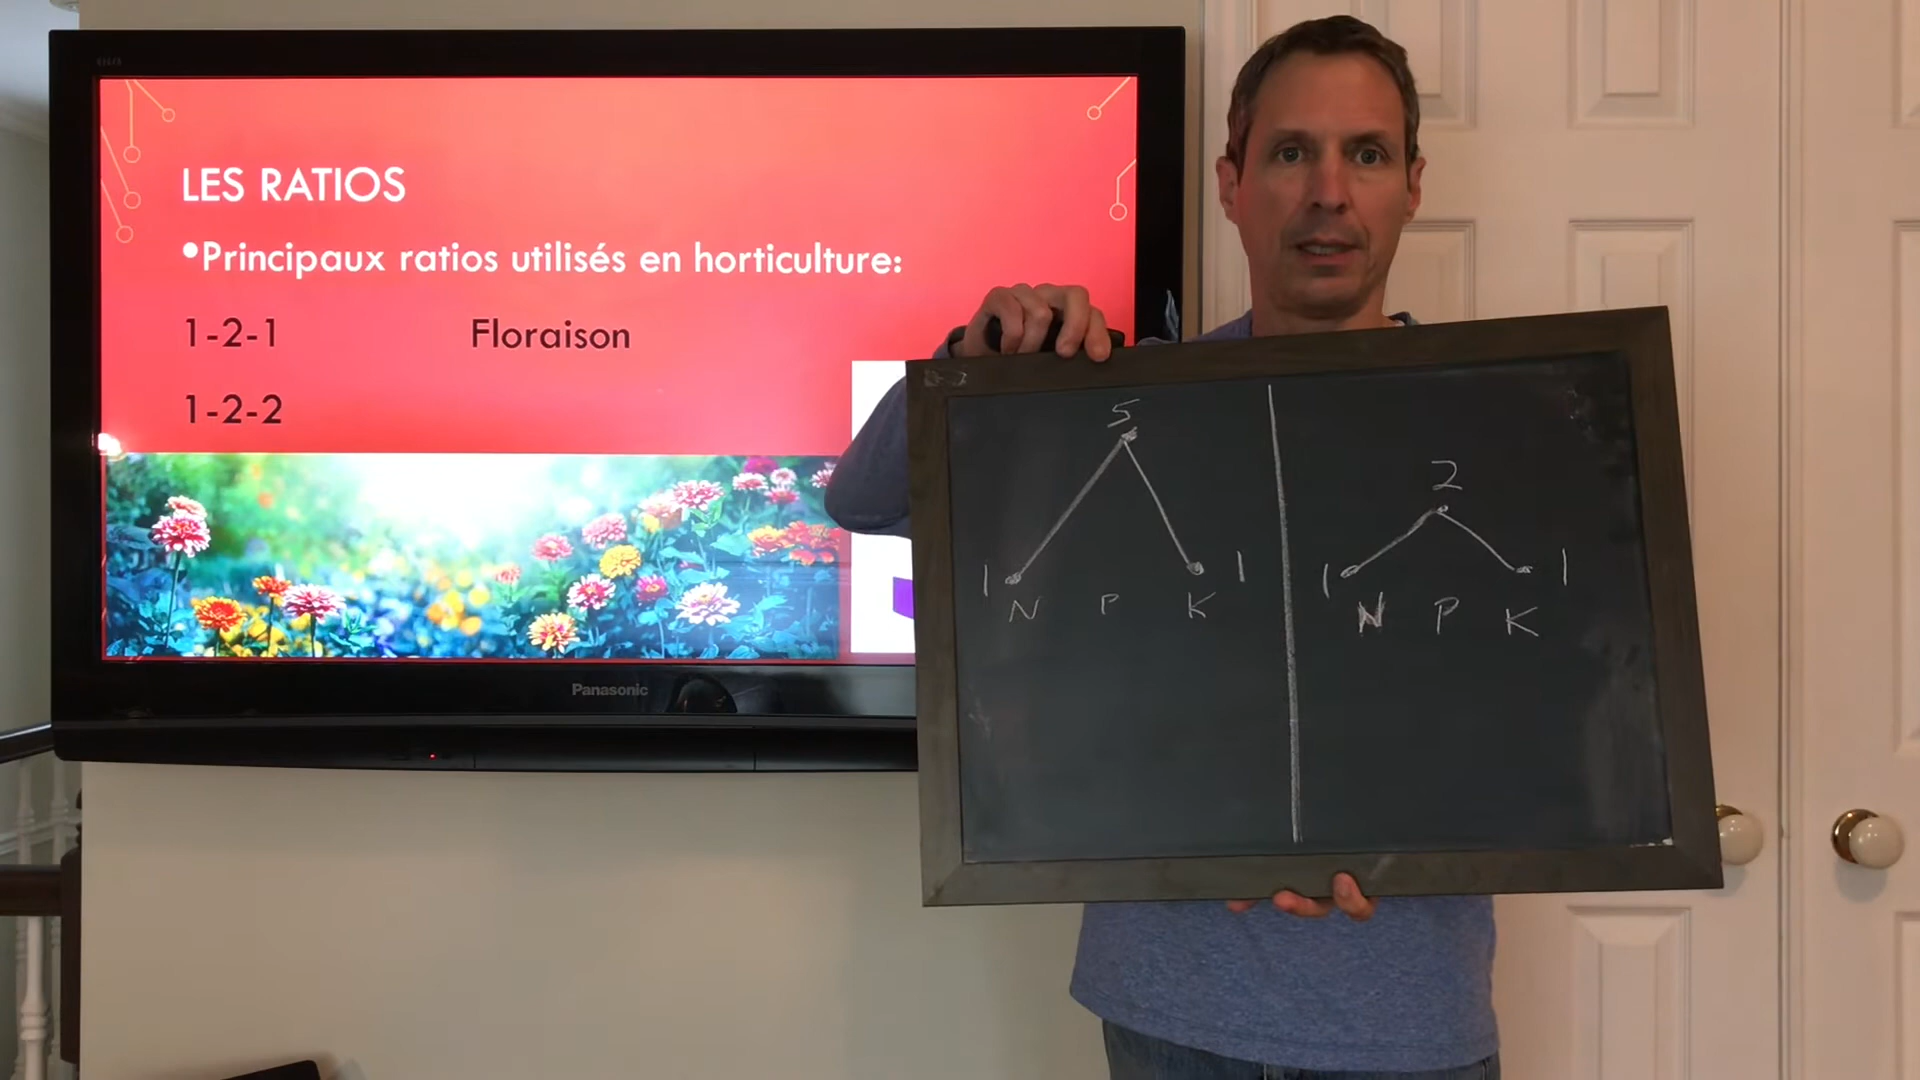 LES RATIOS
•Principaux ratios utilisés en horticulture:
1-2-1 Floraison
1-2-2
Panasonic
5
1 1
N P K
2
1 1
N P K